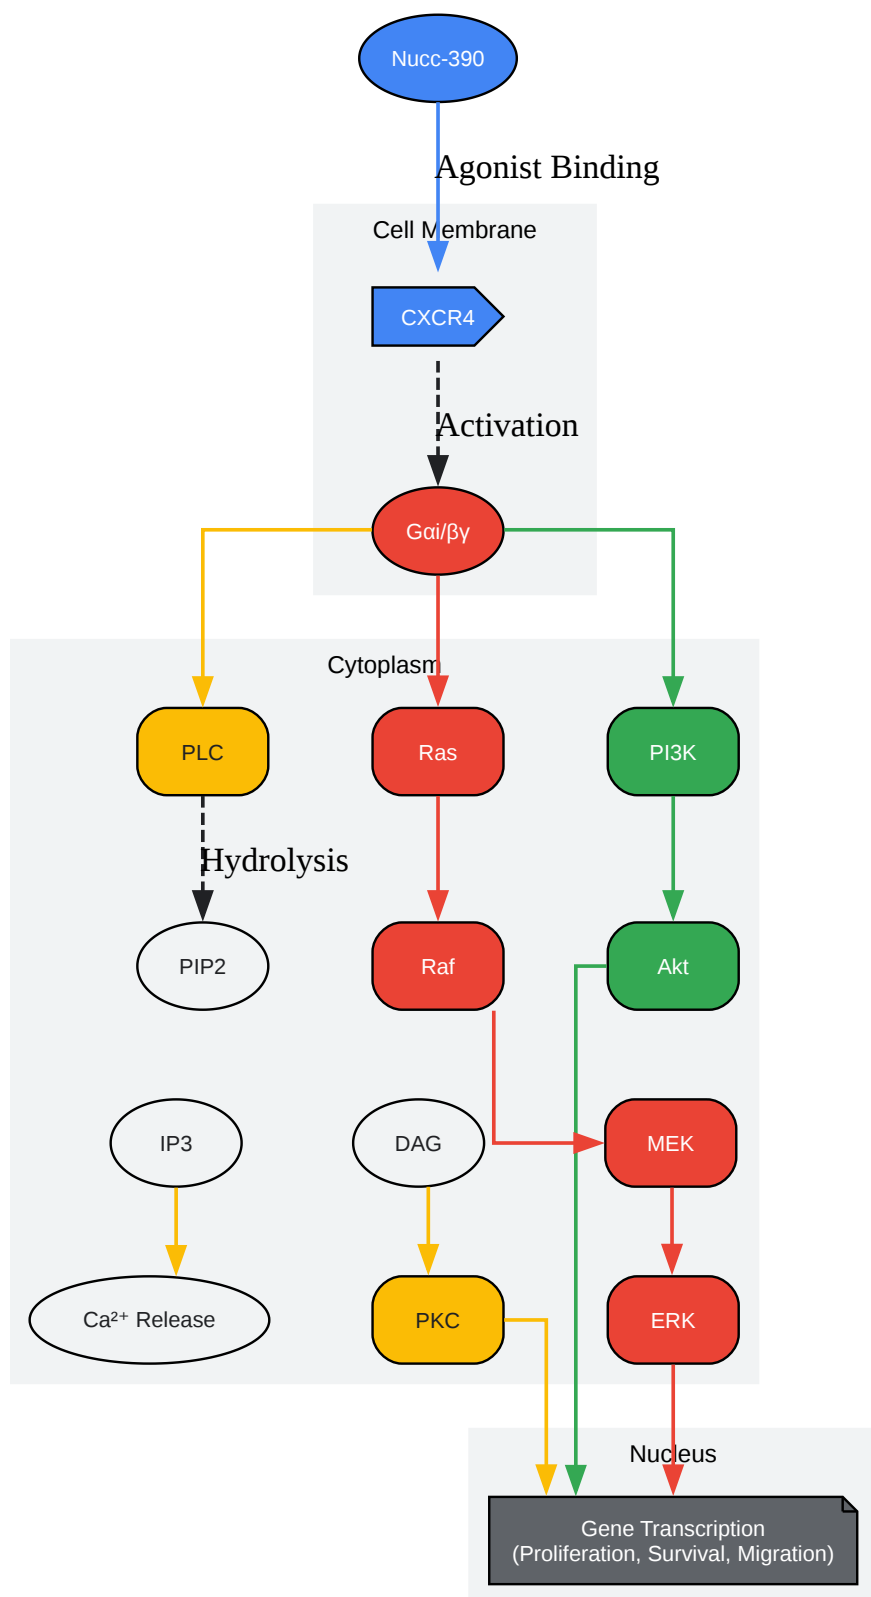 Nucc-390
Agonist Binding
Cell Membrane
CXCR4
Activation
Gαi/βγ
Cytoplasm
PLC
Ras
PI3K
Hydrolysis
PIP2
Raf
Akt
IP3
DAG
MEK
Ca²⁺ Release
PKC
ERK
Nucleus
Gene Transcription
(Proliferation, Survival, Migration)